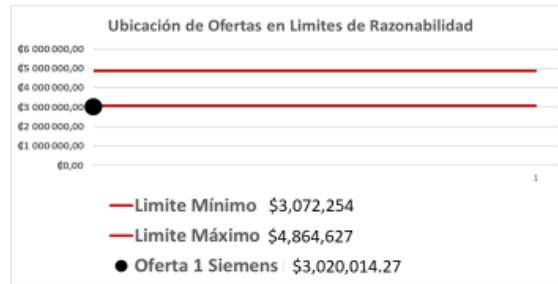 Ubicación de Ofertas en Limites de Razonabilidad
₡6 000 000,00
₡5 000 000,00
₡4 000 000,00
₡3 000 000,00
₡2 000 000,00
₡1 000 000,00
₡0,00
1
Limite Mínimo $3,072,254
Limite Máximo $4,864,627
Oferta 1 Siemens $3,020,014.27